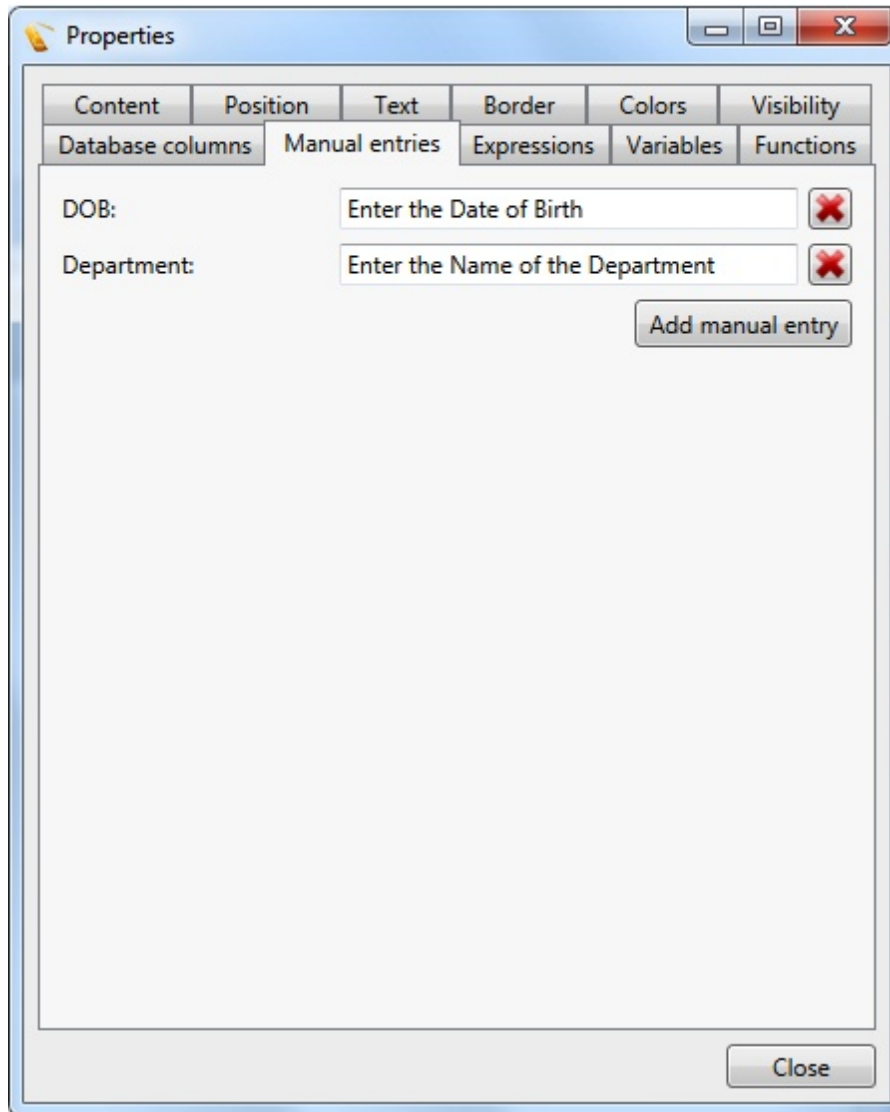 Properties
Content Position Text Border Colors Visibility
Database columns Manual entries Expressions Variables Functions
DOB: Enter the Date of Birth
Department: Enter the Name of the Department
Add manual entry
Close